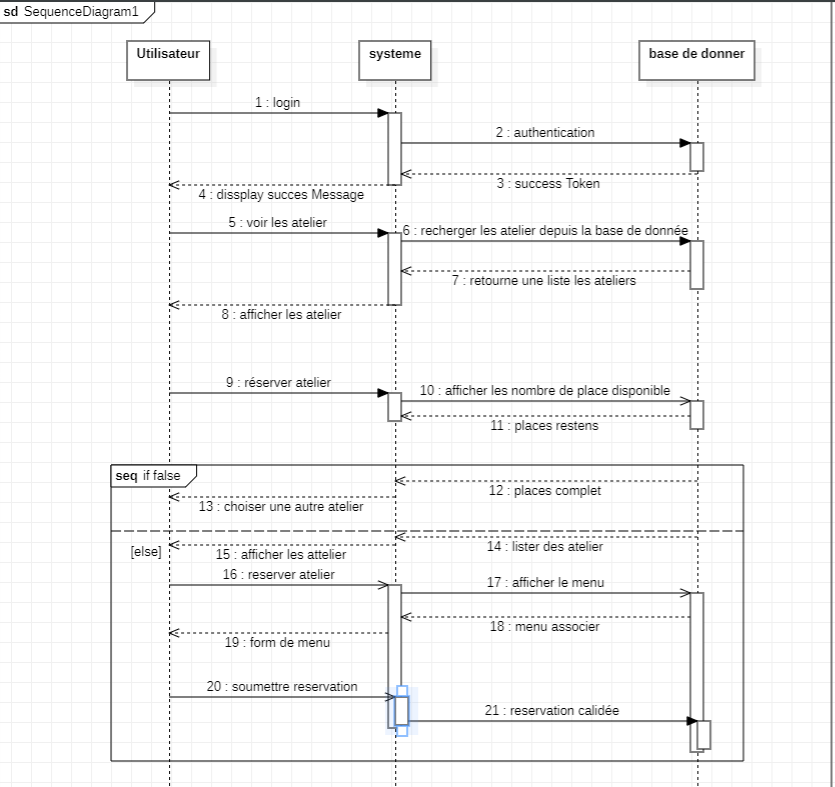 sd SequenceDiagram1
Utilisateur
systeme
base de donner
1 : login
2 : authentication
3 : success Token
4 : dissplay succes Message
5 : voir les atelier
6 : recherger les atelier depuis la base de donnée
7 : retourne une liste les ateliers
8 : afficher les atelier
9 : réserver atelier
10 : afficher les nombre de place disponible
11 : places restens
seq if false
12 : places complet
13 : choiser une autre atelier
[else]
14 : lister des atelier
15 : afficher les attelier
16 : reserver atelier
17 : afficher le menu
18 : menu associer
19 : form de menu
20 : soumettre reservation
21 : reservation calidée